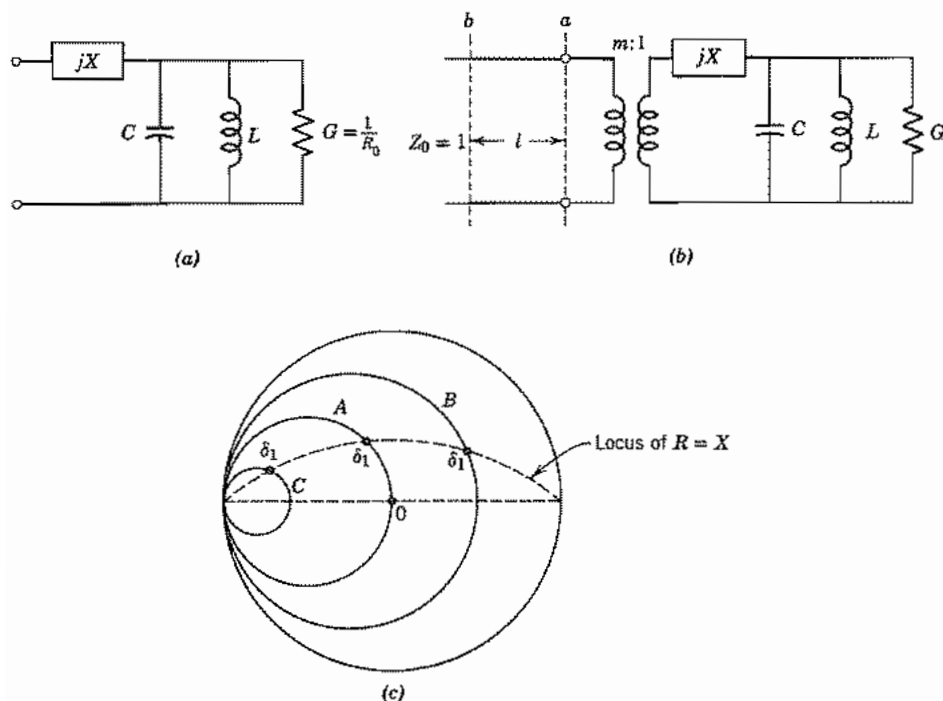 jX
C
L
G = 1/R0
(a)
b
a
m:1
jX
Z0 = 1
l
C
L
G
(b)
A
B
δ1
δ1
δ1
C
0
Locus of R = X
(c)